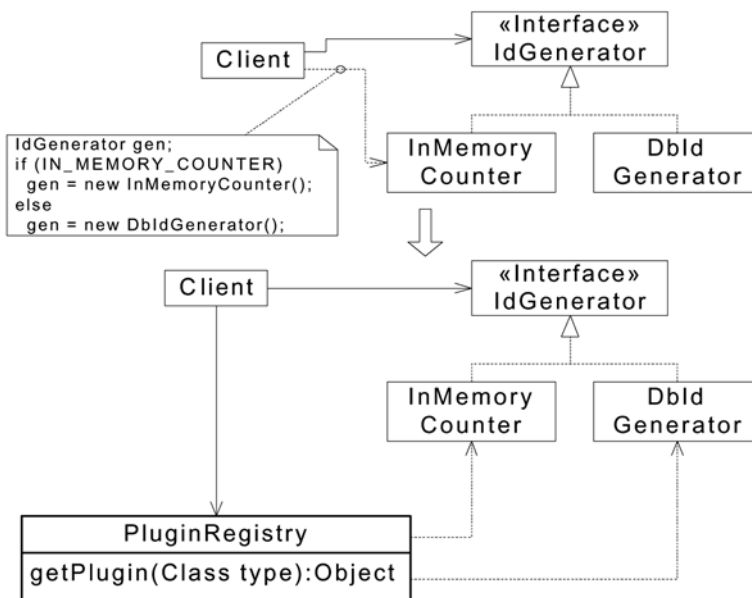 «Interface»
IdGenerator
Client
IdGenerator gen;
if (IN_MEMORY_COUNTER)
gen = new InMemoryCounter();
else
gen = new DbIdGenerator();
InMemory
Counter
DbId
Generator
«Interface»
IdGenerator
Client
InMemory
Counter
DbId
Generator
PluginRegistry
getPlugin(Class type):Object